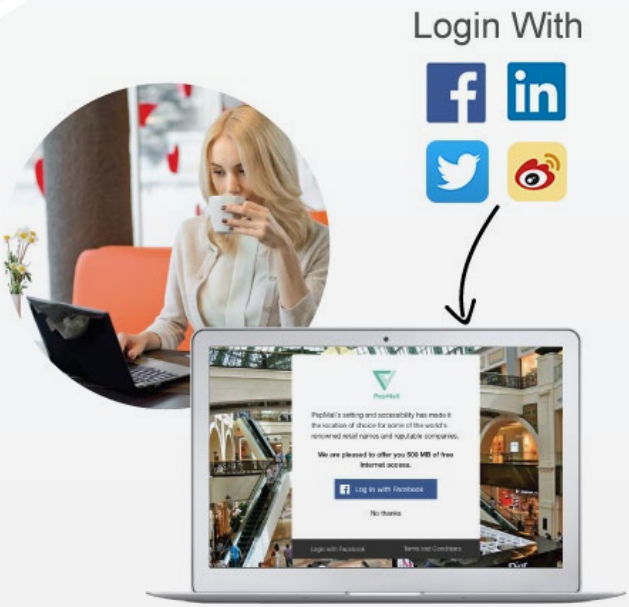 Login With
f
in
PepMall
PepMall's setting and accessibility has made it
the location of choice for some of the world's
renowned retail names and reputable companies.
We are pleased to offer you 500 MB of free
Internet access.
f Log in with Facebook
No thanks
Login with Facebook Terms and Conditions
Dior